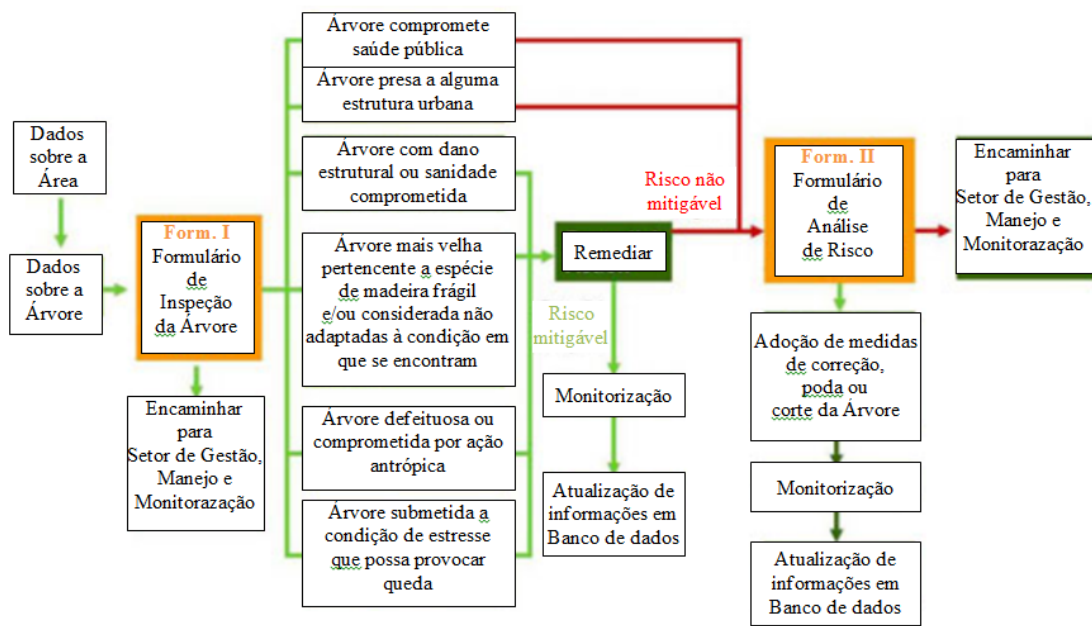 Dados
sobre a
Área
Dados
sobre a
Árvore
Form. I
Formulário
de
Inspeção
da Árvore
Encaminhar
para
Setor de Gestão,
Manejo e
Monitorazação
Árvore compromete
saúde pública
Árvore presa a alguma
estrutura urbana
Árvore com dano
estrutural ou sanidade
comprometida
Árvore mais velha
pertencente a espécie
de madeira frágil
e/ou considerada não
adaptadas à condição em
que se encontram
Árvore defeituosa ou
comprometida por ação
antrópica
Árvore submetida a
condição de estresse
que possa provocar
queda
Remediar
Risco não
mitigável
Risco
mitigável
Monitorização
Atualização de
informações em
Banco de dados
Form. II
Formulário
de
Análise
de Risco
Adoção de medidas
de correção,
poda ou
corte da Árvore
Monitorização
Atualização de
informações em
Banco de dados
Encaminhar
para
Setor de Gestão,
Manejo e
Monitorazação